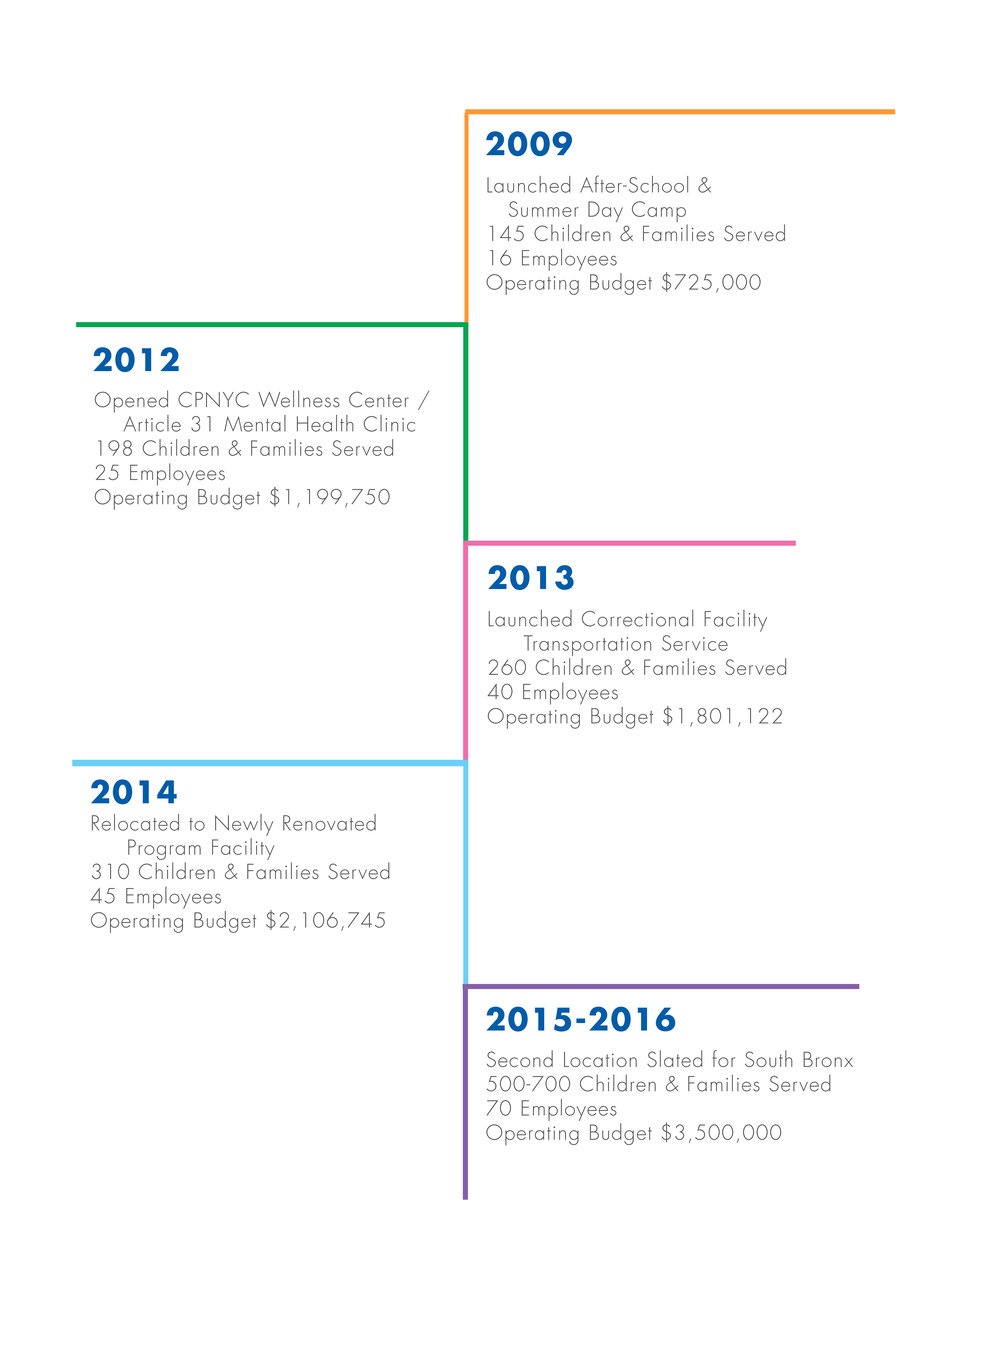 2009
Launched After-School &
Summer Day Camp
145 Children & Families Served
16 Employees
Operating Budget $725,000
2012
Opened CPNYC Wellness Center /
Article 31 Mental Health Clinic
198 Children & Families Served
25 Employees
Operating Budget $1,199,750
2013
Launched Correctional Facility
Transportation Service
260 Children & Families Served
40 Employees
Operating Budget $1,801,122
2014
Relocated to Newly Renovated
Program Facility
310 Children & Families Served
45 Employees
Operating Budget $2,106,745
2015-2016
Second Location Slated for South Bronx
500-700 Children & Families Served
70 Employees
Operating Budget $3,500,000